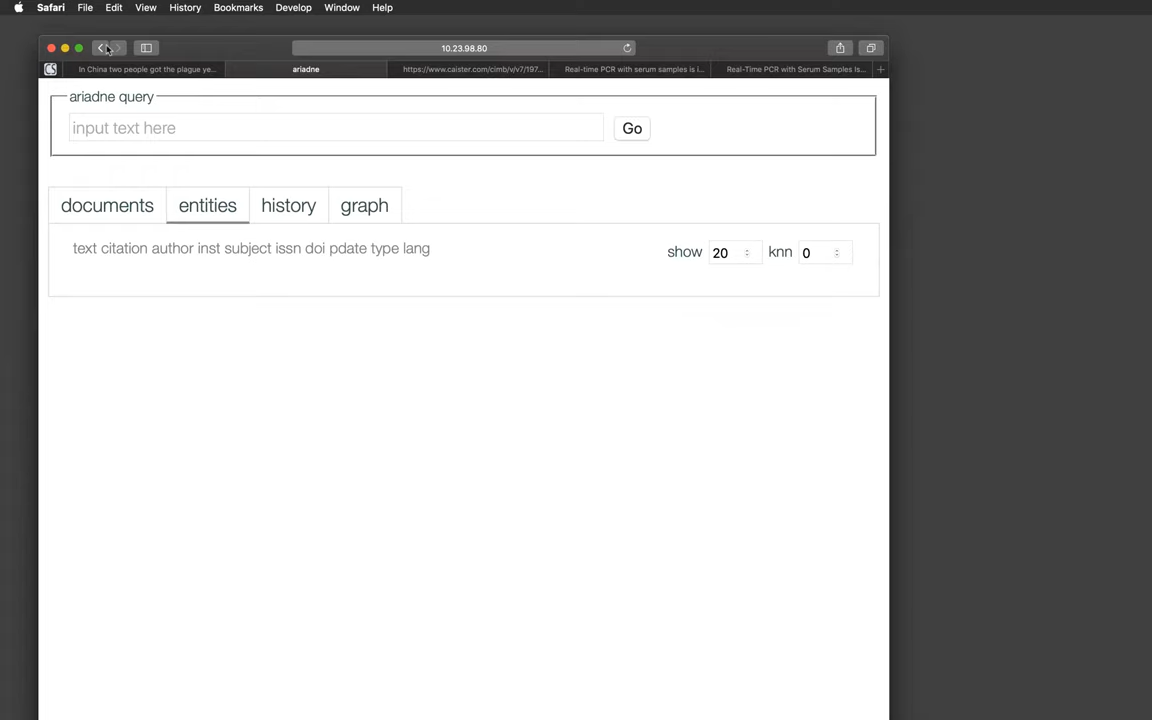 Safari File Edit View History Bookmarks Develop Window Help
10.23.98.80
CS In China two people got the plague ye... ariadne https://www.caister.com/cimb/v/v7/197... Real-time PCR with serum samples is i... Real-Time PCR with Serum Samples Is... +
ariadne query
input text here Go
documents entities history graph
text citation author inst subject issn doi pdate type lang show 20 knn 0